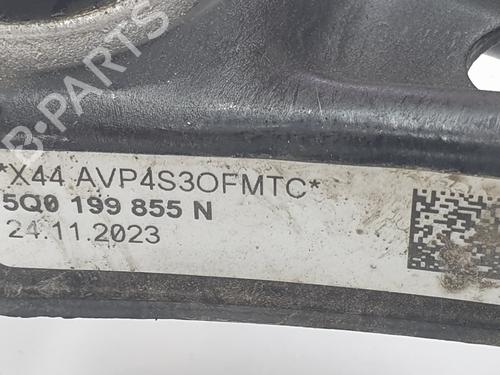 *X44 AVP4S3OFMTC*
5Q0 199 855 N
24.11.2023
B-PARTS